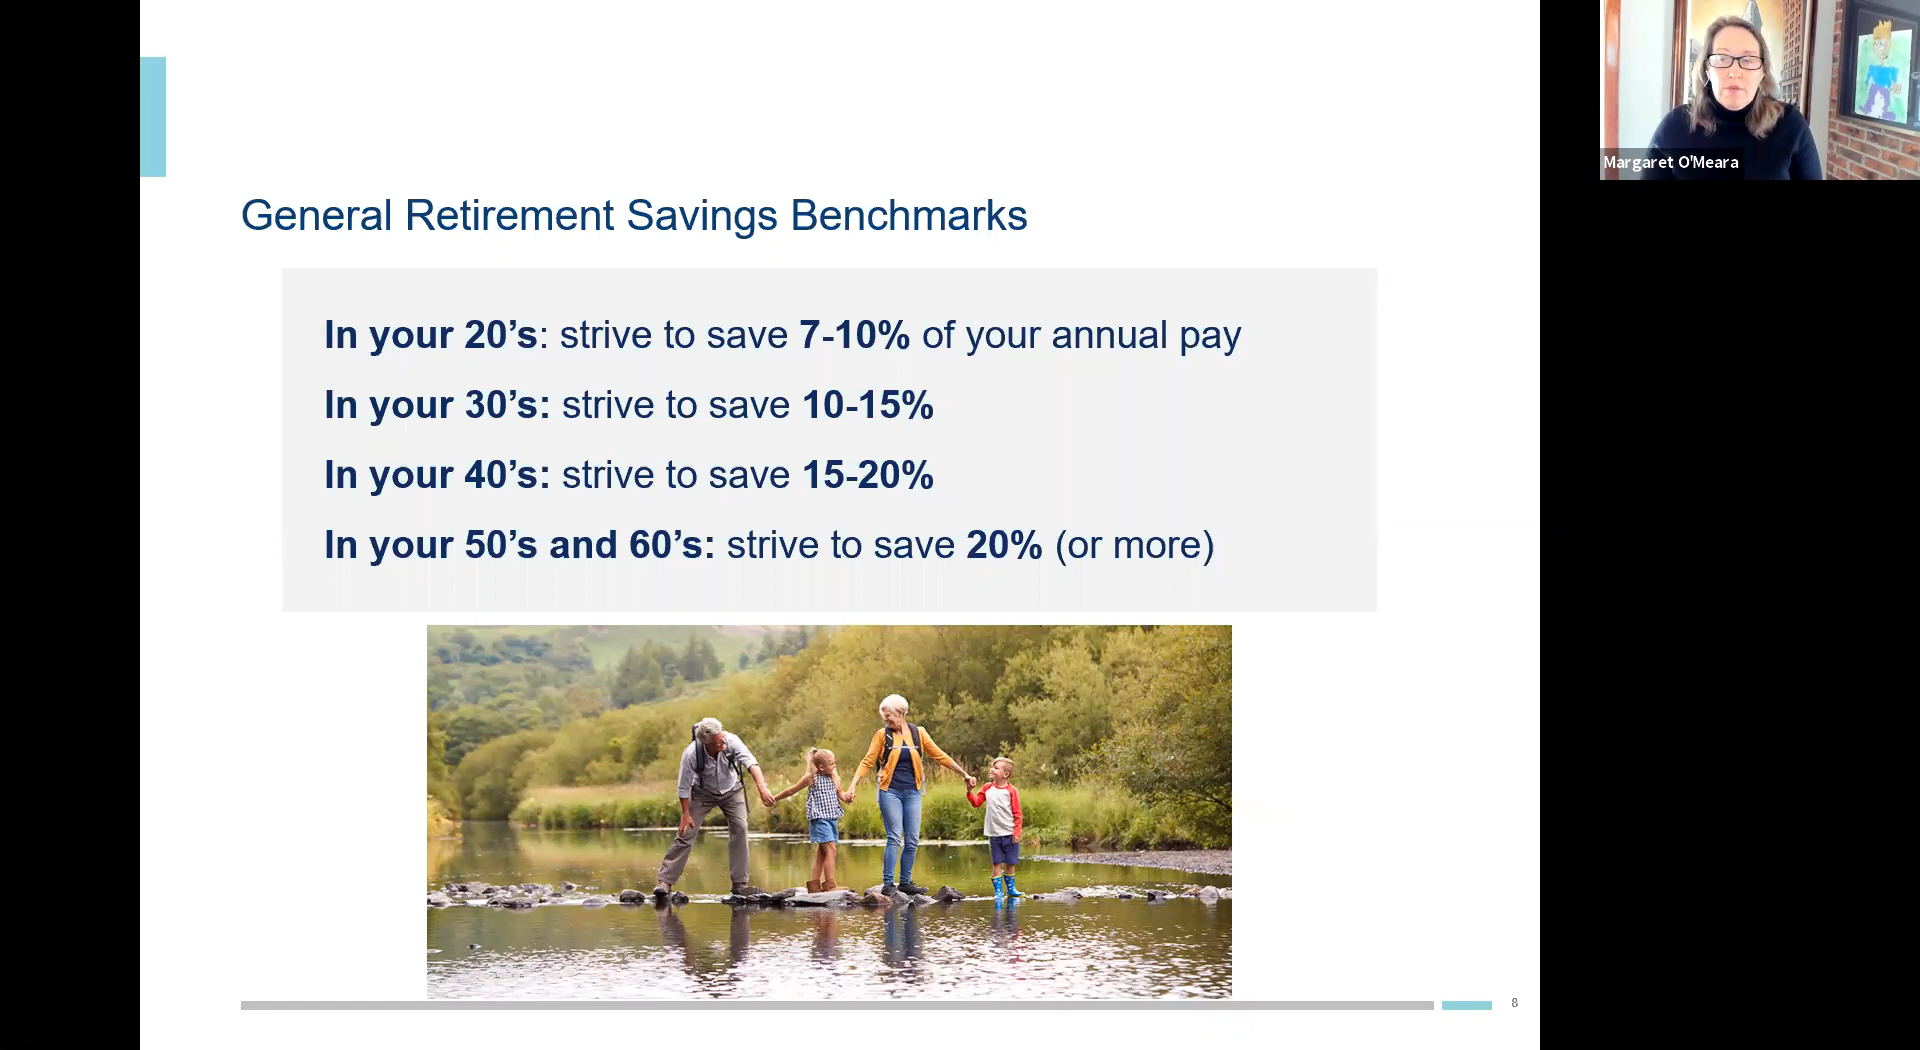 General Retirement Savings Benchmarks
In your 20’s: strive to save 7-10% of your annual pay
In your 30’s: strive to save 10-15%
In your 40’s: strive to save 15-20%
In your 50’s and 60’s: strive to save 20% (or more)
8
Margaret O'Meara